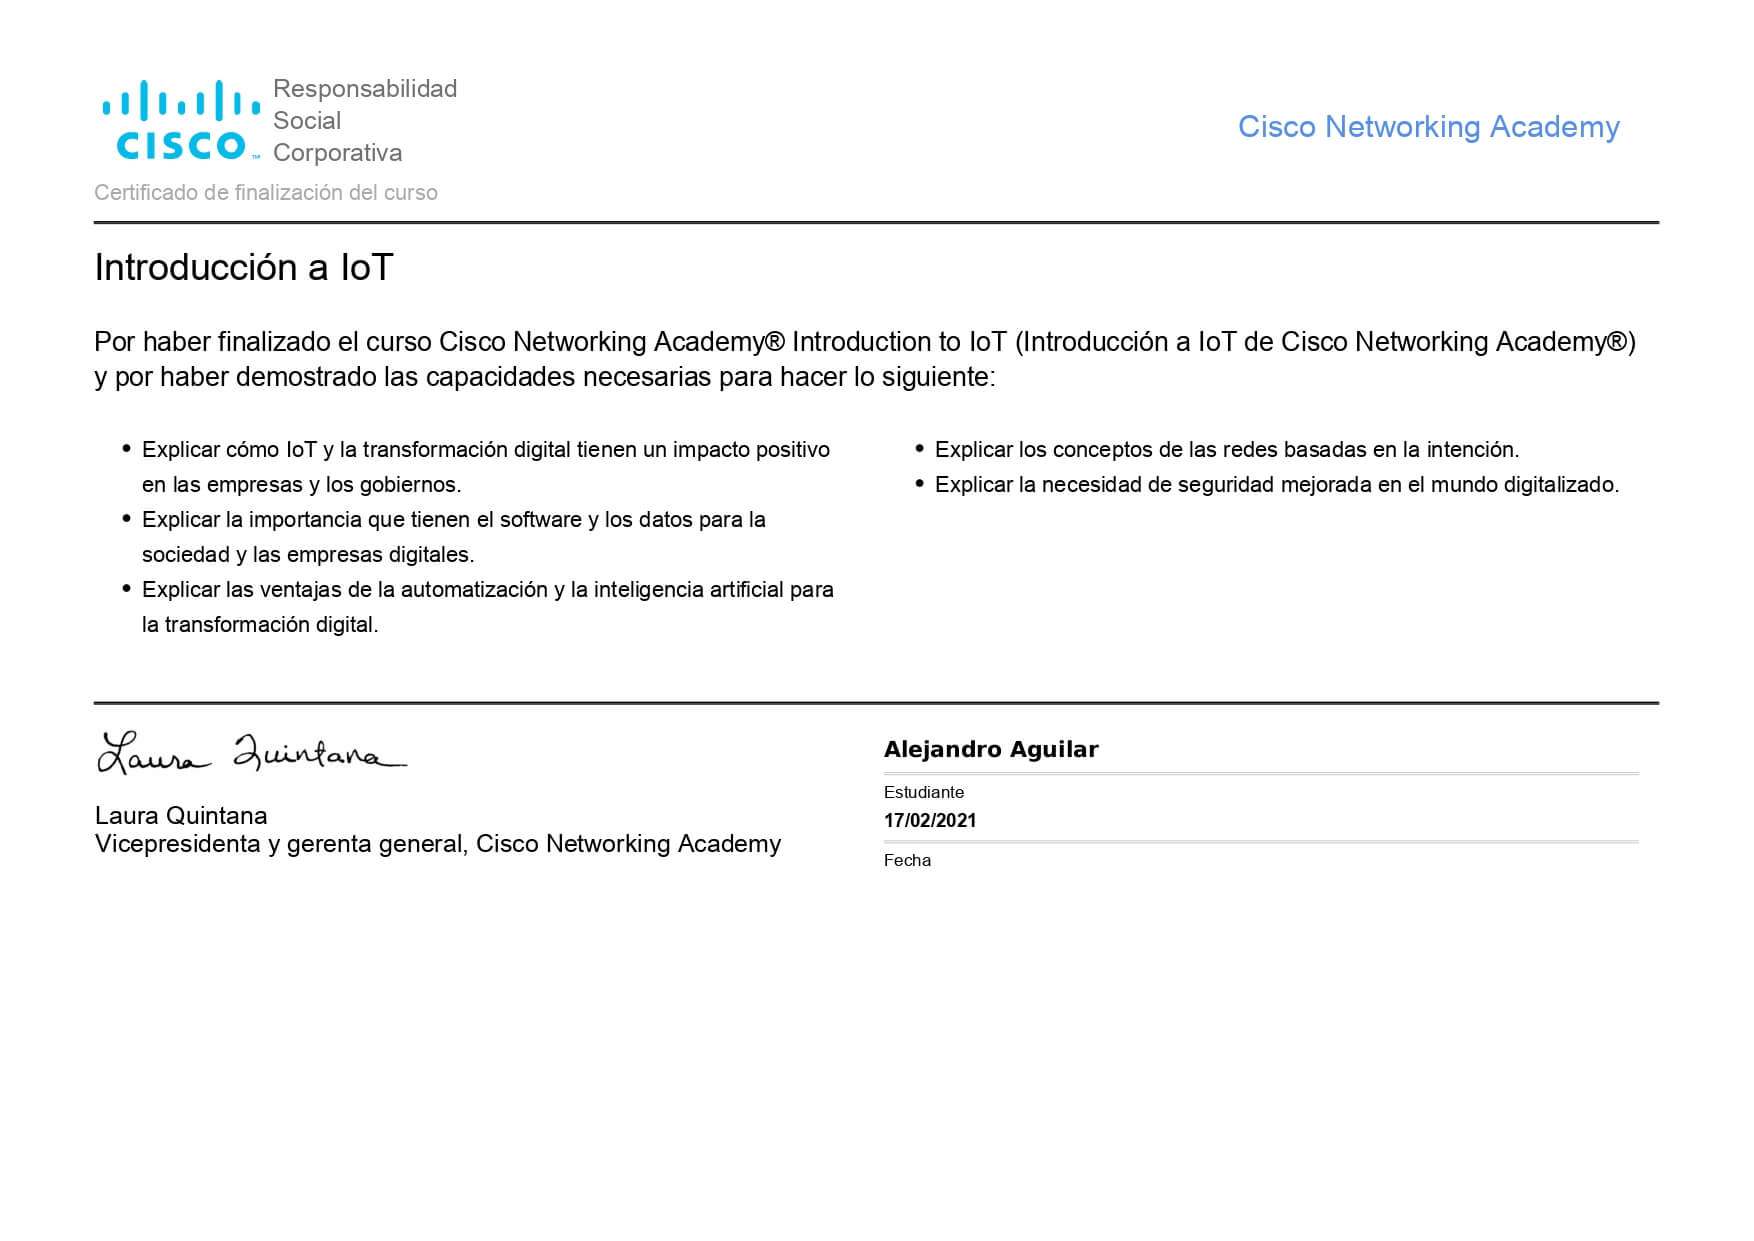 Responsabilidad
Social
Corporativa
CISCO™
Cisco Networking Academy
Certificado de finalización del curso
Introducción a IoT
Por haber finalizado el curso Cisco Networking Academy® Introduction to IoT (Introducción a IoT de Cisco Networking Academy®)
y por haber demostrado las capacidades necesarias para hacer lo siguiente:
• Explicar cómo IoT y la transformación digital tienen un impacto positivo
en las empresas y los gobiernos.
• Explicar la importancia que tienen el software y los datos para la
sociedad y las empresas digitales.
• Explicar las ventajas de la automatización y la inteligencia artificial para
la transformación digital.
• Explicar los conceptos de las redes basadas en la intención.
• Explicar la necesidad de seguridad mejorada en el mundo digitalizado.
Laura Quintana
Laura Quintana
Vicepresidenta y gerenta general, Cisco Networking Academy
Alejandro Aguilar
Estudiante
17/02/2021
Fecha